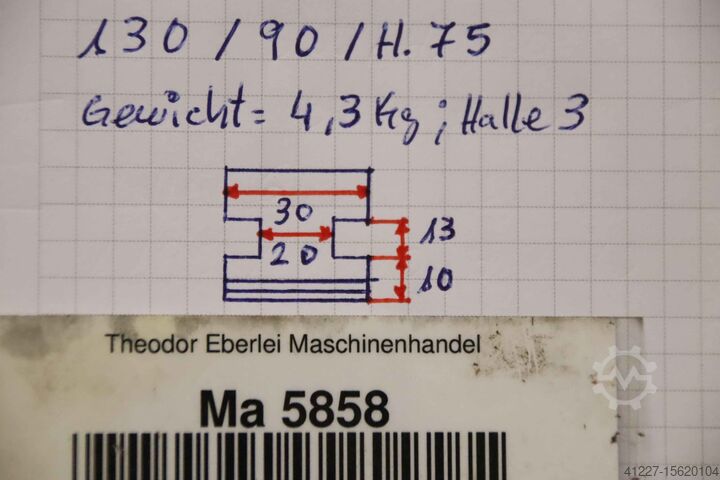 130 / 90 / H. 75
Gewicht = 4,3 Kg ; Halle 3
30
20
13
10
Theodor Eberlei Maschinenhandel
Ma 5858
41227-15620104